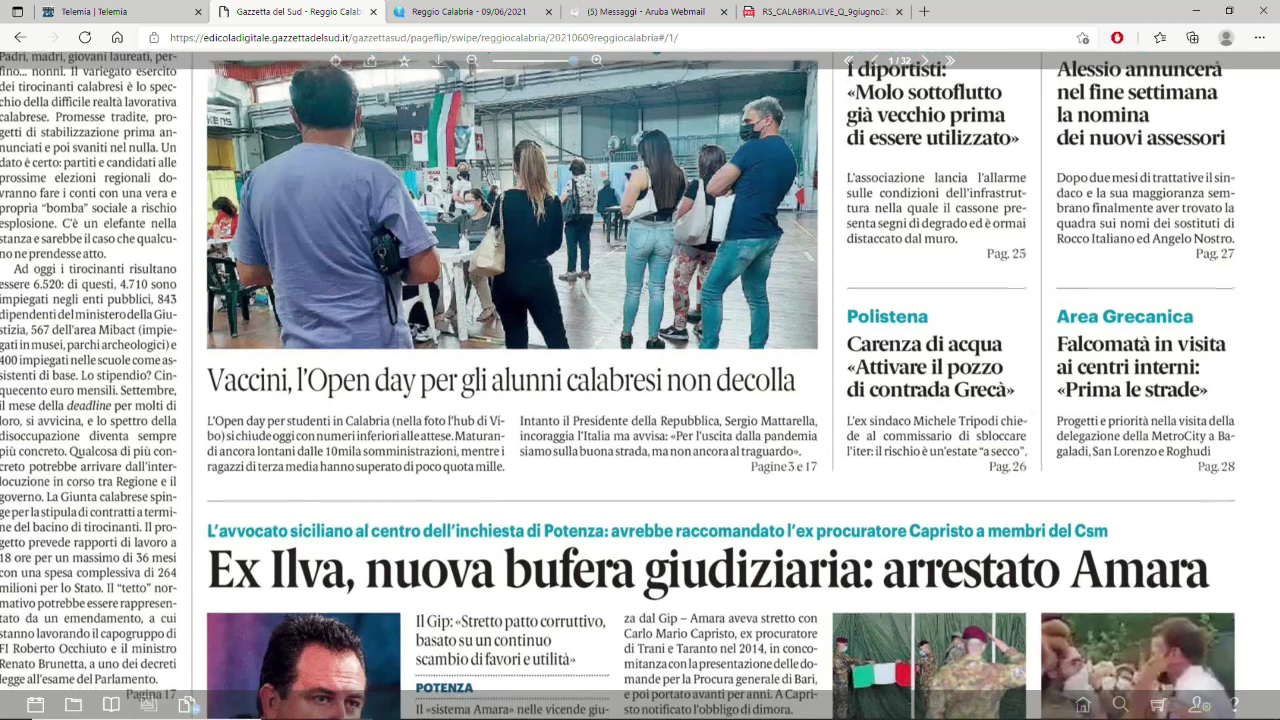 Telemia | Telemia
Gazzetta del Sud - Reggio Calab
Reggio Calabria - 09/06/2021
(5) Messaggi - Aruba Webmail
RS_CALABRIA.LIVE_Q_9giugno20
https://edicoladigitale.gazzettadelsud.it/gazzettasud/pageflip/swipe/reggiocalabria/20210609reggiocalabria#/1/
1 / 32
Padri, madri, giovani laureati, per-
fino... nonni. Il variegato esercito
dei tirocinanti calabresi è lo spec-
chio della difficile realtà lavorativa
calabrese. Promesse tradite, pro-
getti di stabilizzazione prima an-
nunciati e poi svaniti nel nulla. Un
dato è certo: partiti e candidati alle
prossime elezioni regionali do-
vranno fare i conti con una vera e
propria "bomba" sociale a rischio
esplosione. C'è un elefante nella
stanza e sarebbe il caso che qualcu-
no ne prendesse atto.
Ad oggi i tirocinanti risultano
essere 6.520: di questi, 4.710 sono
impiegati negli enti pubblici, 843
dipendenti del ministero della Giu-
stizia, 567 dell'area Mibact (impie-
gati in musei, parchi archeologici) e
400 impiegati nelle scuole come as-
sistenti di base. Lo stipendio? Cin-
quecento euro mensili. Settembre,
il mese della deadline per molti di
loro, si avvicina, e lo spettro della
disoccupazione diventa sempre
più concreto. Qualcosa di più con-
creto potrebbe arrivare dall'inter-
locuzione in corso tra Regione e il
governo. La Giunta calabrese spin-
ge per la stipula di contratti a termi-
ne del bacino di tirocinanti. Il pro-
getto prevede rapporti di lavoro a
18 ore per un massimo di 36 mesi
con una spesa complessiva di 264
milioni per lo Stato. Il "tetto" nor-
mativo potrebbe essere rappresen-
tato da un emendamento, a cui
stanno lavorando il capogruppo di
FI Roberto Occhiuto e il ministro
Renato Brunetta, a uno dei decreti
legge all'esame del Parlamento.
Pagina 17
Vaccini, l'Open day per gli alunni calabresi non decolla
L'Open day per studenti in Calabria (nella foto l'hub di Vi-
bo) si chiude oggi con numeri inferiori alle attese. Maturan-
di ancora lontani dalle 10mila somministrazioni, mentre i
ragazzi di terza media hanno superato di poco quota mille.
Intanto il Presidente della Repubblica, Sergio Mattarella,
incoraggia l'Italia ma avvisa: «Per l'uscita dalla pandemia
siamo sulla buona strada, ma non ancora al traguardo».
Pagine 3 e 17
I diportisti:
«Molo sottoflutto
già vecchio prima
di essere utilizzato»
L'associazione lancia l'allarme
sulle condizioni dell'infrastrut-
tura nella quale il cassone pre-
senta segni di degrado ed è ormai
distaccato dal muro.
Pag. 25
Alessio annuncerà
nel fine settimana
la nomina
dei nuovi assessori
Dopo due mesi di trattative il sin-
daco e la sua maggioranza sem-
brano finalmente aver trovato la
quadra sui nomi dei sostituti di
Rocco Italiano ed Angelo Nostro.
Pag. 27
Polistena
Carenza di acqua
«Attivare il pozzo
di contrada Grecà»
L'ex sindaco Michele Tripodi chie-
de al commissario di sbloccare
l'iter: il rischio è un'estate "a secco".
Pag. 26
Area Grecanica
Falcomatà in visita
ai centri interni:
«Prima le strade»
Progetti e priorità nella visita della
delegazione della MetroCity a Ba-
galadi, San Lorenzo e Roghudi
Pag. 28
L'avvocato siciliano al centro dell'inchiesta di Potenza: avrebbe raccomandato l'ex procuratore Capristo a membri del Csm
Ex Ilva, nuova bufera giudiziaria: arrestato Amara
Il Gip: «Stretto patto corruttivo,
basato su un continuo
scambio di favori e utilità»
POTENZA
Il «sistema Amara» nelle vicende giu-
za dal Gip – Amara aveva stretto con
Carlo Mario Capristo, ex procuratore
di Trani e Taranto nel 2014, in conco-
mitanza con la presentazione delle do-
mande per la Procura generale di Bari,
e poi portato avanti per anni. A Capri-
sto notificato l'obbligo di dimora.